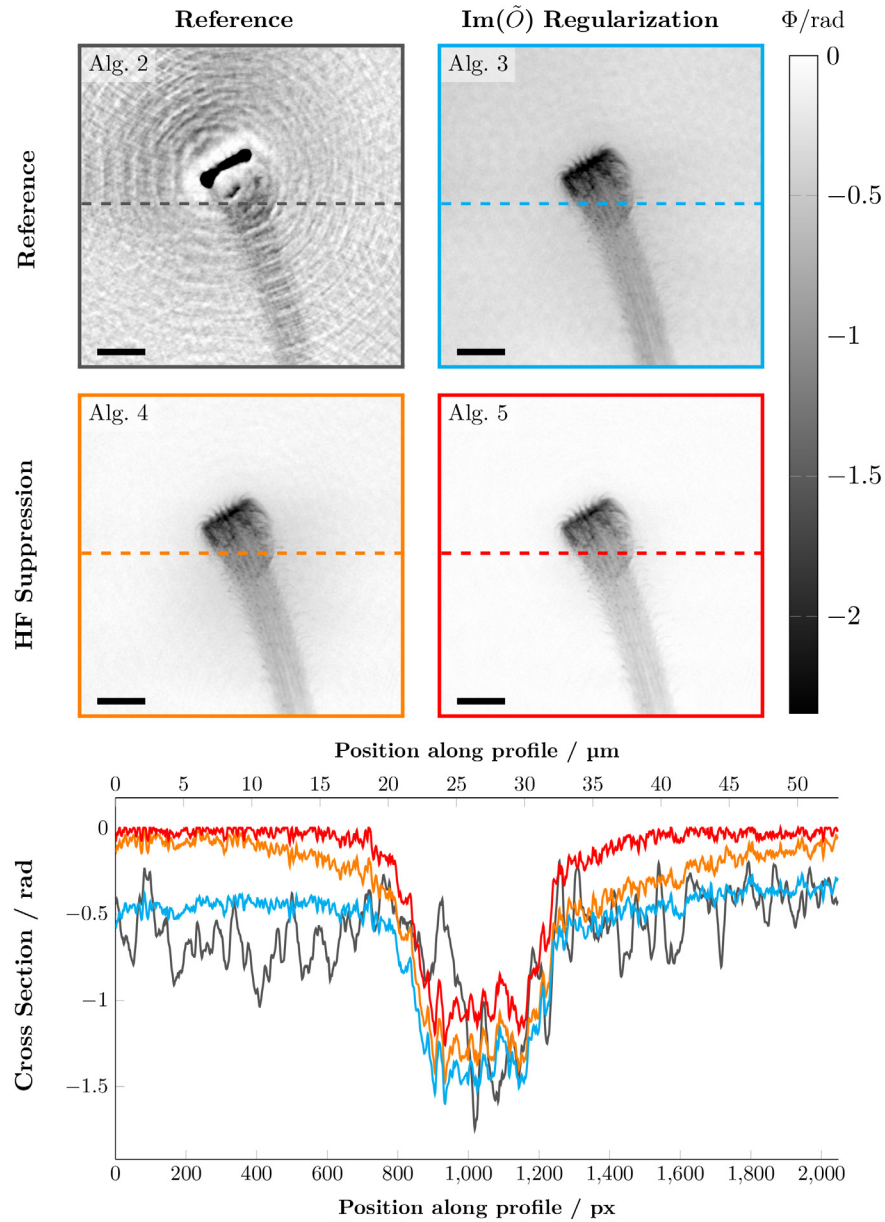 Reference
Im(Õ) Regularization
Φ/rad
Reference
Alg. 2
Alg. 3
0
−0.5
−1
−1.5
−2
HF Suppression
Alg. 4
Alg. 5
Position along profile / µm
0 5 10 15 20 25 30 35 40 45 50
Cross Section / rad
0
−0.5
−1
−1.5
0 200 400 600 800 1,000 1,200 1,400 1,600 1,800 2,000
Position along profile / px